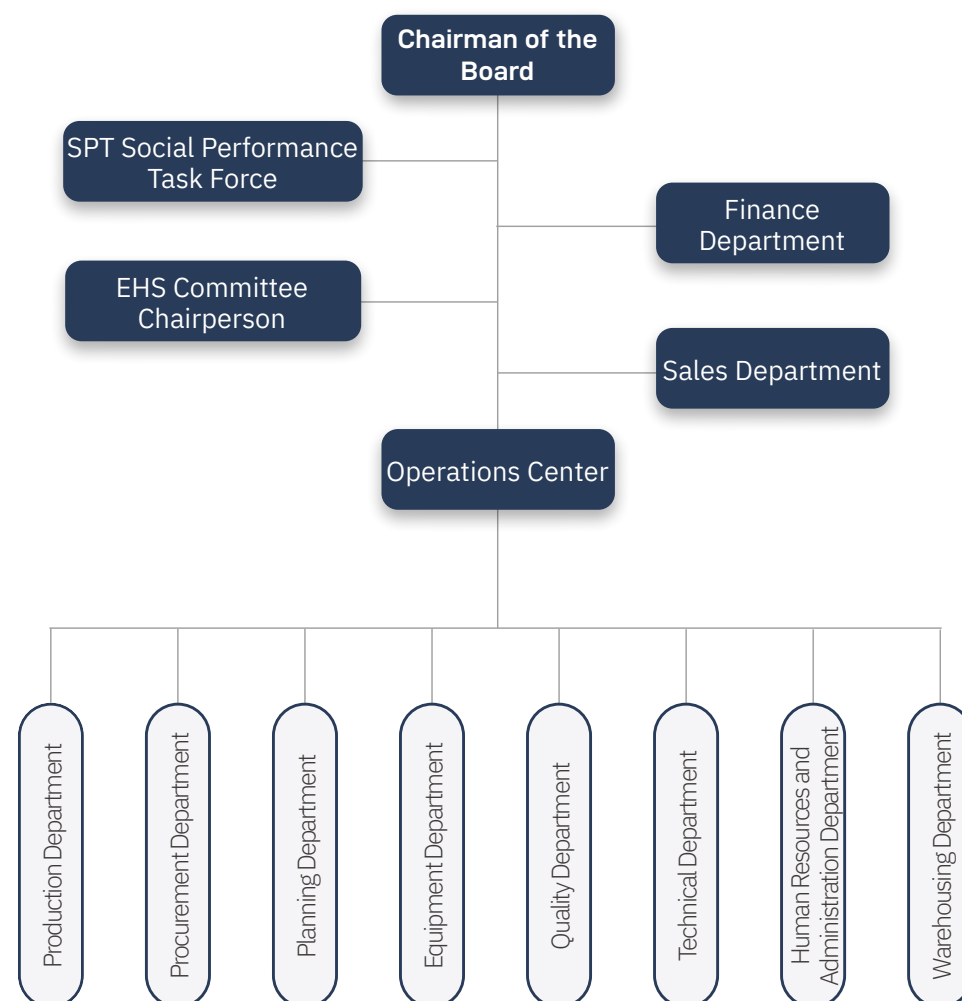 Chairman of the
Board
SPT Social Performance
Task Force
Finance
Department
EHS Committee
Chairperson
Sales Department
Operations Center
Production Department
Procurement Department
Planning Department
Equipment Department
Quality Department
Technical Department
Human Resources and
Administration Department
Warehousing Department